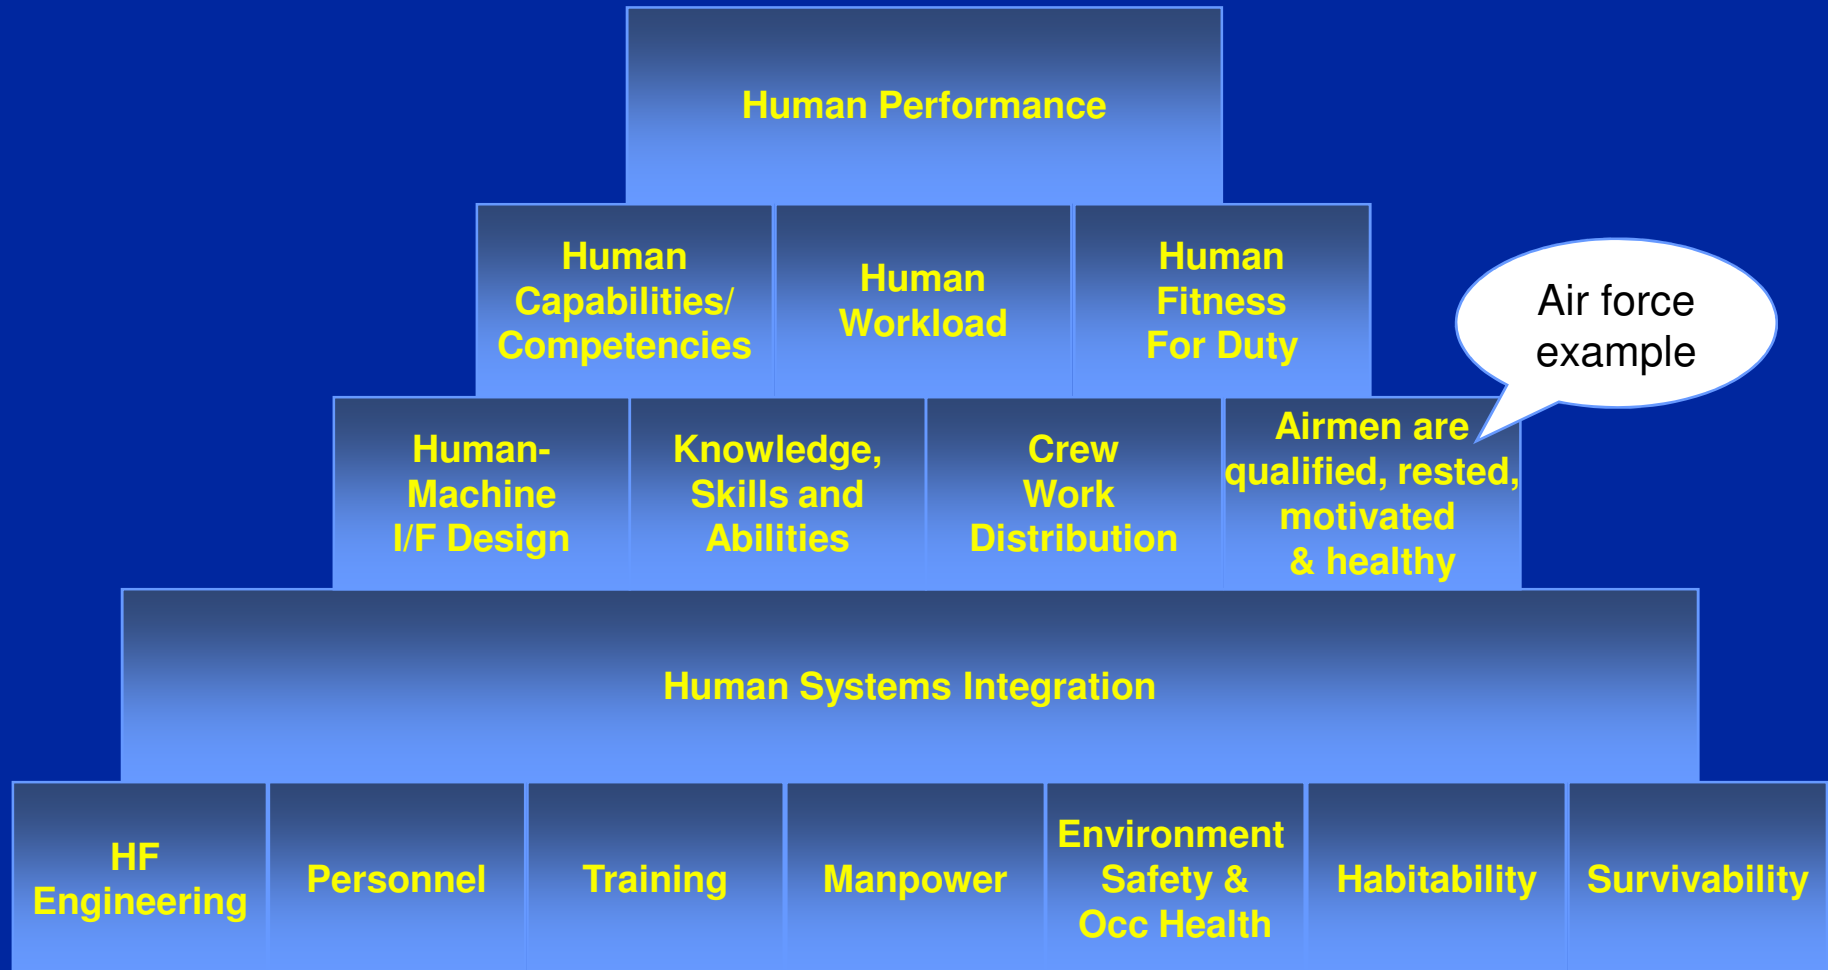 Human Performance
Human
Capabilities/
Competencies
Human
Workload
Human
Fitness
For Duty
Air force
example
Human-
Machine
I/F Design
Knowledge,
Skills and
Abilities
Crew
Work
Distribution
Airmen are
qualified, rested,
motivated
& healthy
Human Systems Integration
HF
Engineering
Personnel
Training
Manpower
Environment
Safety &
Occ Health
Habitability
Survivability